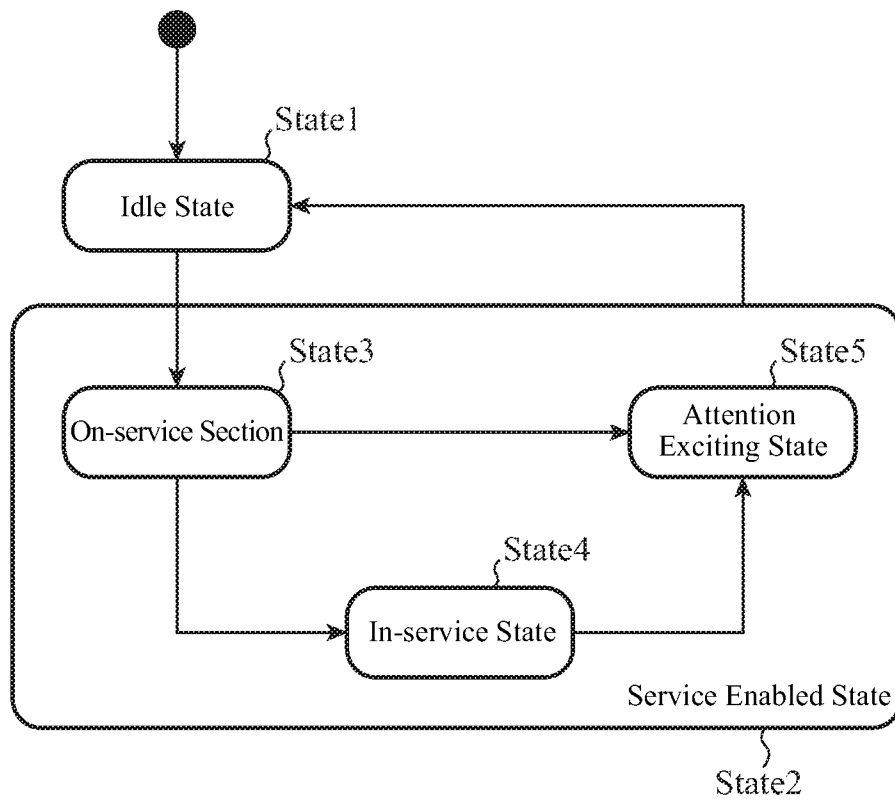 State1
Idle State
State3
On-service Section
State5
Attention
Exciting State
State4
In-service State
Service Enabled State
State2